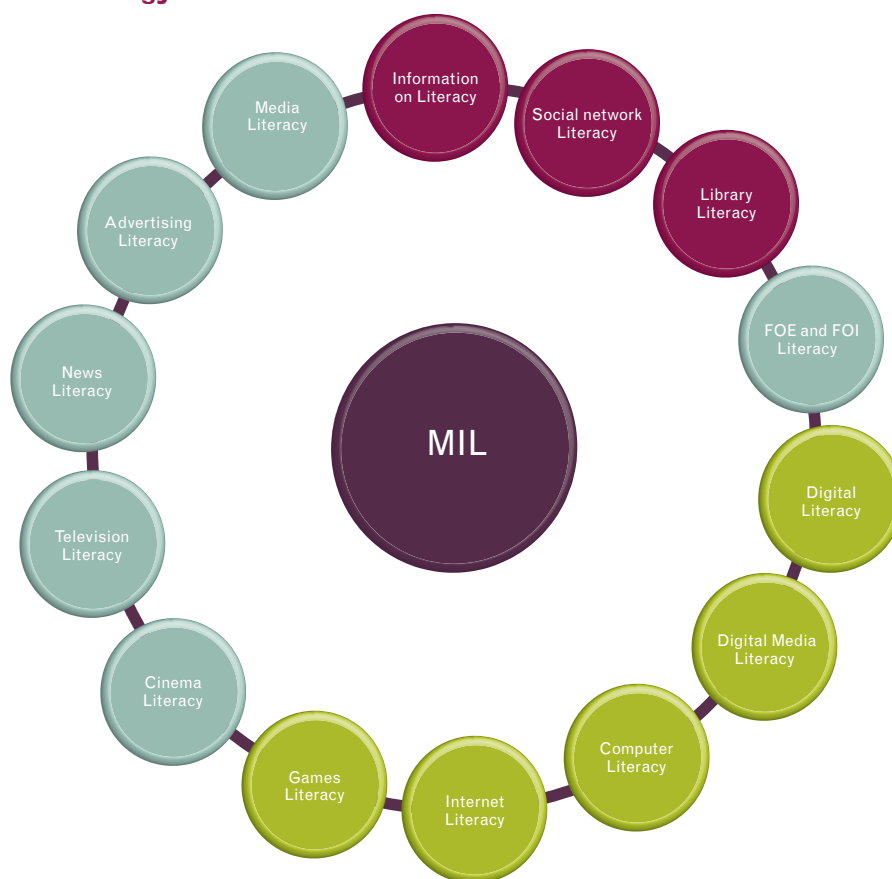 Information
on Literacy
Social network
Literacy
Library
Literacy
FOE and FOI
Literacy
Digital
Literacy
Digital Media
Literacy
Computer
Literacy
Internet
Literacy
Games
Literacy
Cinema
Literacy
Television
Literacy
News
Literacy
Advertising
Literacy
Media
Literacy
MIL